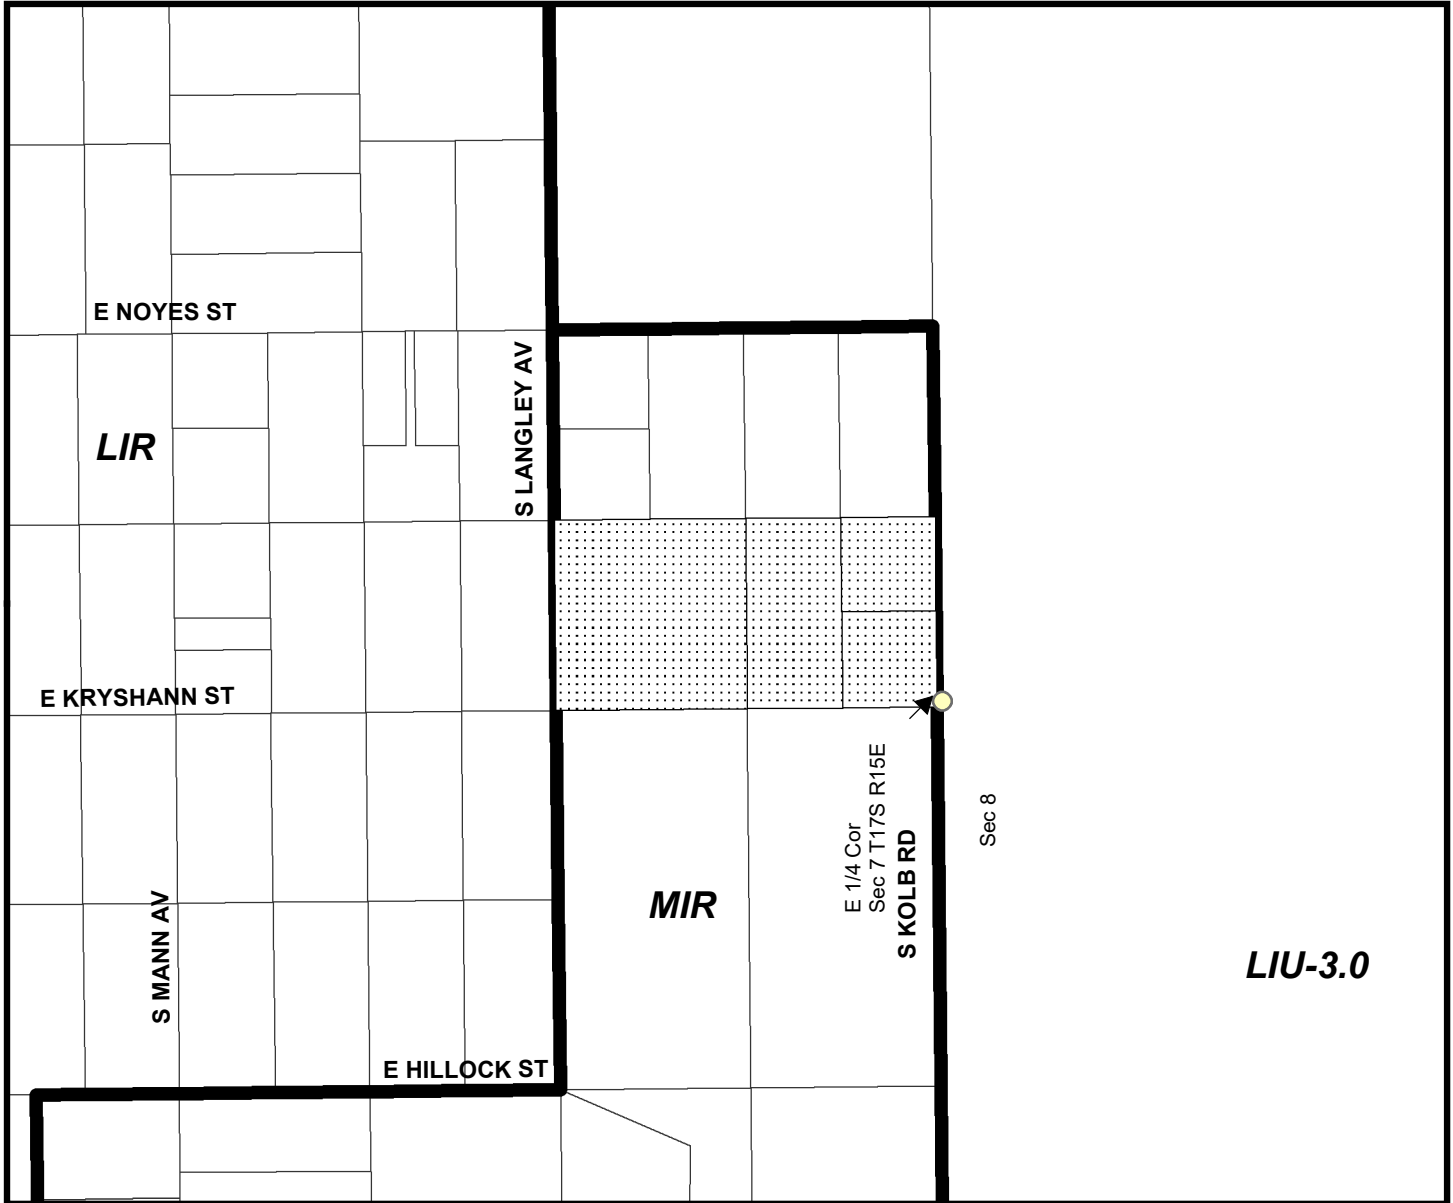 E NOYES ST
S LANGLEY AV
LIR
E KRYSHANN ST
E 1/4 Cor
Sec 7 T17S R15E
S KOLB RD
Sec 8
MIR
S MANN AV
LIU-3.0
E HILLOCK ST